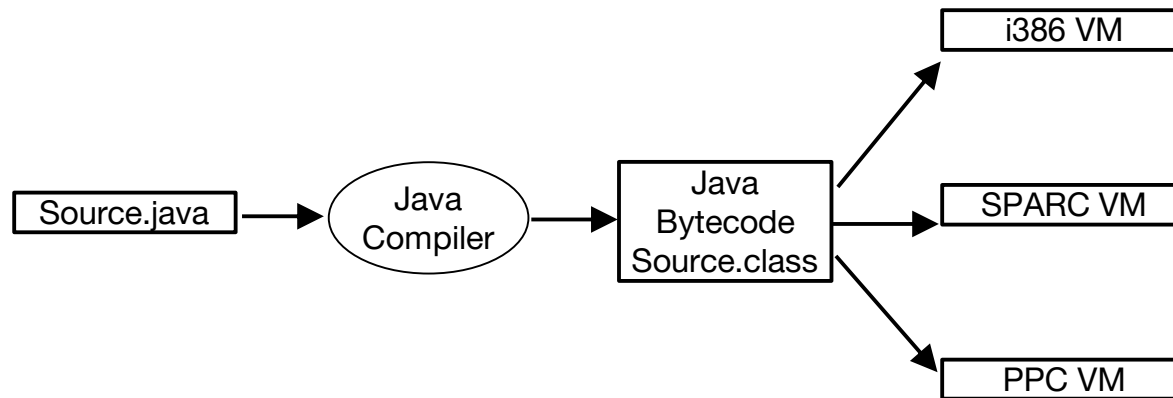 Source.java
Java
Compiler
Java
Bytecode
Source.class
i386 VM
SPARC VM
PPC VM